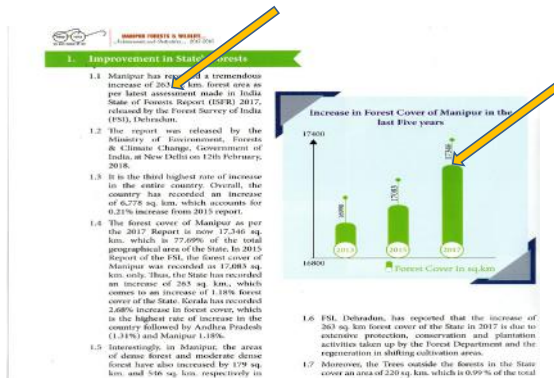 MANIPUR FORESTS & WILDLIFE
1. Improvement in State's Forests
1.1 Manipur has reported a tremendous
increase of 263 sq. km. forest area as
per latest assessment made in India
State of Forests Report (ISFR) 2017,
released by the Forest Survey of India
(FSI), Dehradun.
1.2 The report was released by the
Ministry of Environment, Forests
& Climate Change, Government of
India, at New Delhi on 12th February,
2018.
1.3 It is the third highest rate of increase
in the entire country. Overall, the
country has recorded an increase
of 6,778 sq. km, which accounts for
0.21% increase from 2015 report.
1.4 The forest cover of Manipur as per
the 2017 Report is now 17,346 sq.
km. which is 77.69% of the total
geographical area of the State. In 2015
Report of the FSI, the forest cover of
Manipur was recorded as 17,083 sq.
km. only. Thus, the State has recorded
an increase of 263 sq. km., which
comes to an increase of 1.18% forest
cover of the State. Kerala has recorded
2.68% increase in forest cover, which
is the highest rate of increase in the
country followed by Andhra Pradesh
(1.31%) and Manipur 1.18%.
1.5 Interestingly, in Manipur, the areas
of dense forest and moderate dense
forest have also increased by 179 sq.
km. and 546 sq. km. respectively in
Increase in Forest Cover of Manipur in the
last Five years
17400
16990
17083
17346
2013
2015
2017
16800
Forest Cover in sq.km
1.6 FSI, Dehradun, has reported that the increase of
263 sq. km forest cover of the State in 2017 is due to
extensive protection, conservation and plantation
activities taken up by the Forest Department and the
regeneration in shifting cultivation areas.
1.7 Moreover, the Trees outside the forests in the State
cover an area of 220 sq. km. which is 0.99 % of the total